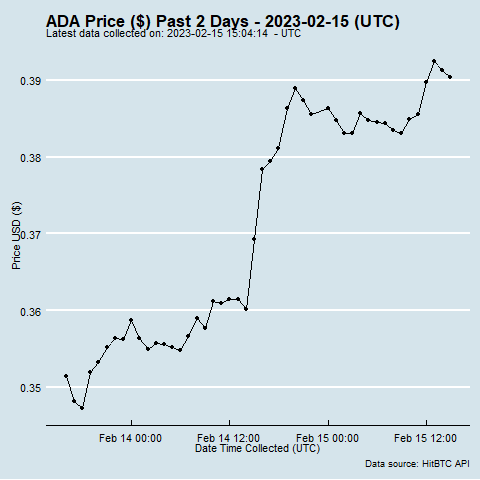 ADA Price ($) Past 2 Days - 2023-02-15 (UTC)
Latest data collected on: 2023-02-15 15:04:14 - UTC
0.39
0.38
0.37
0.36
0.35
Price USD ($)
Feb 14 00:00 Feb 14 12:00 Feb 15 00:00 Feb 15 12:00
Date Time Collected (UTC)
Data source: HitBTC API